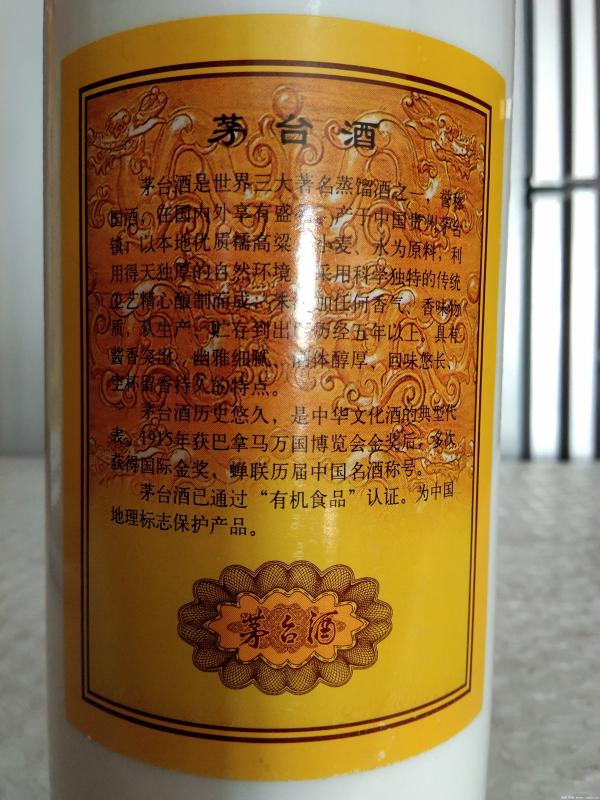 茅台酒
茅台酒是世界三大著名蒸馏酒之一，誉称
国酒，在国内外享有盛。产于中国贵州茅台
镇，以本地优质糯高粱、小麦、水为原料，利
用得天独厚的自然环境，采用科学独特的传统
工艺精心酿制而成，未加任何香气、香味物
质，从生产、贮存到出历经五年以上。具有
酱香突出、幽雅细腻、体醇厚、回味悠长、
空杯留香持久的特点。
茅台酒历史悠久，是中华文化酒的典型代
表。1915年获巴拿马万国博览会金奖后，多次
获得国际金奖，蝉联历届中国名酒称号。
茅台酒已通过“有机食品”认证。为中国
地理标志保护产品。
茅台酒